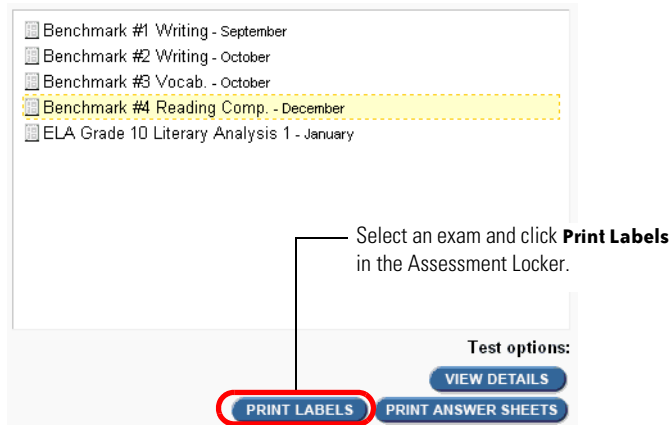 Benchmark #1 Writing - September
Benchmark #2 Writing - October
Benchmark #3 Vocab. - October
Benchmark #4 Reading Comp. - December
ELA Grade 10 Literary Analysis 1 - January
Select an exam and click Print Labels
in the Assessment Locker.
Test options:
VIEW DETAILS
PRINT LABELS PRINT ANSWER SHEETS